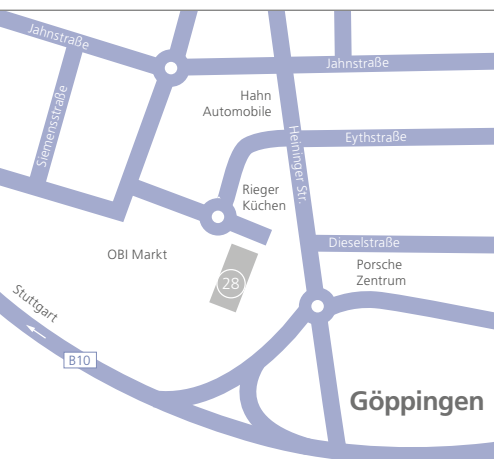 Jahnstraße
Jahnstraße
Hahn
Automobile
Siemensstraße
Heininger Str.
Eythstraße
Rieger
Küchen
Dieselstraße
OBI Markt
Porsche
Zentrum
28
Stuttgart
B10
Göppingen